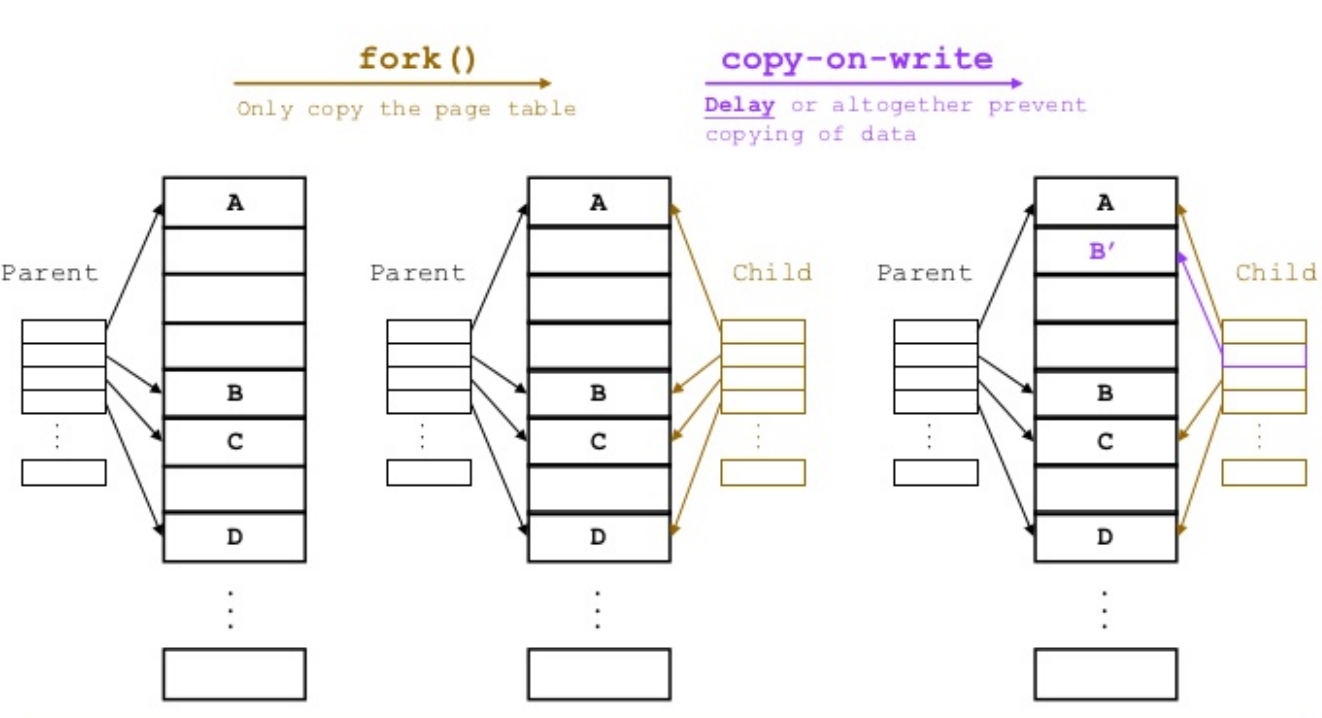 fork()
Only copy the page table
copy-on-write
Delay or altogether prevent
copying of data
Parent
A
B
C
D
Parent
A
B
C
D
Child
Parent
A
B′
B
C
D
Child